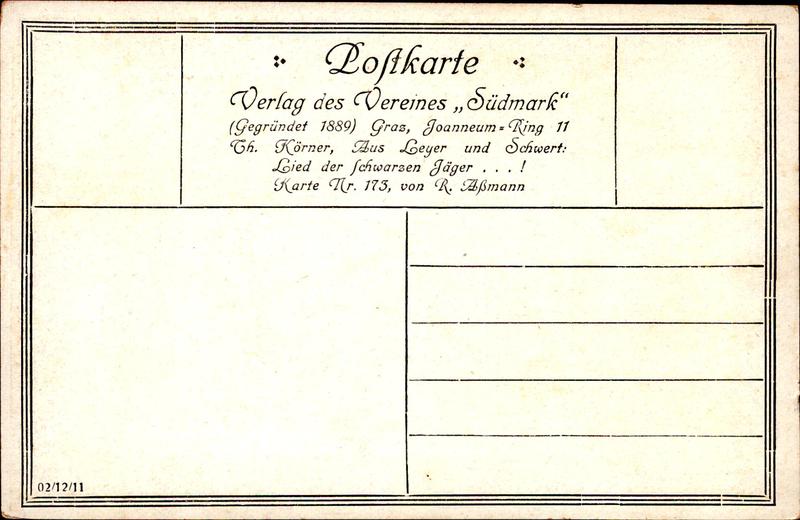 Poſtkarte
Verlag des Vereines „Südmark“
(Gegründet 1889) Graz, Joanneum=Ring 11
Th. Körner, Aus Leyer und Schwert:
Lied der ſchwarzen Jäger . . . !
Karte Nr. 173, von R. Aßmann
02/12/11